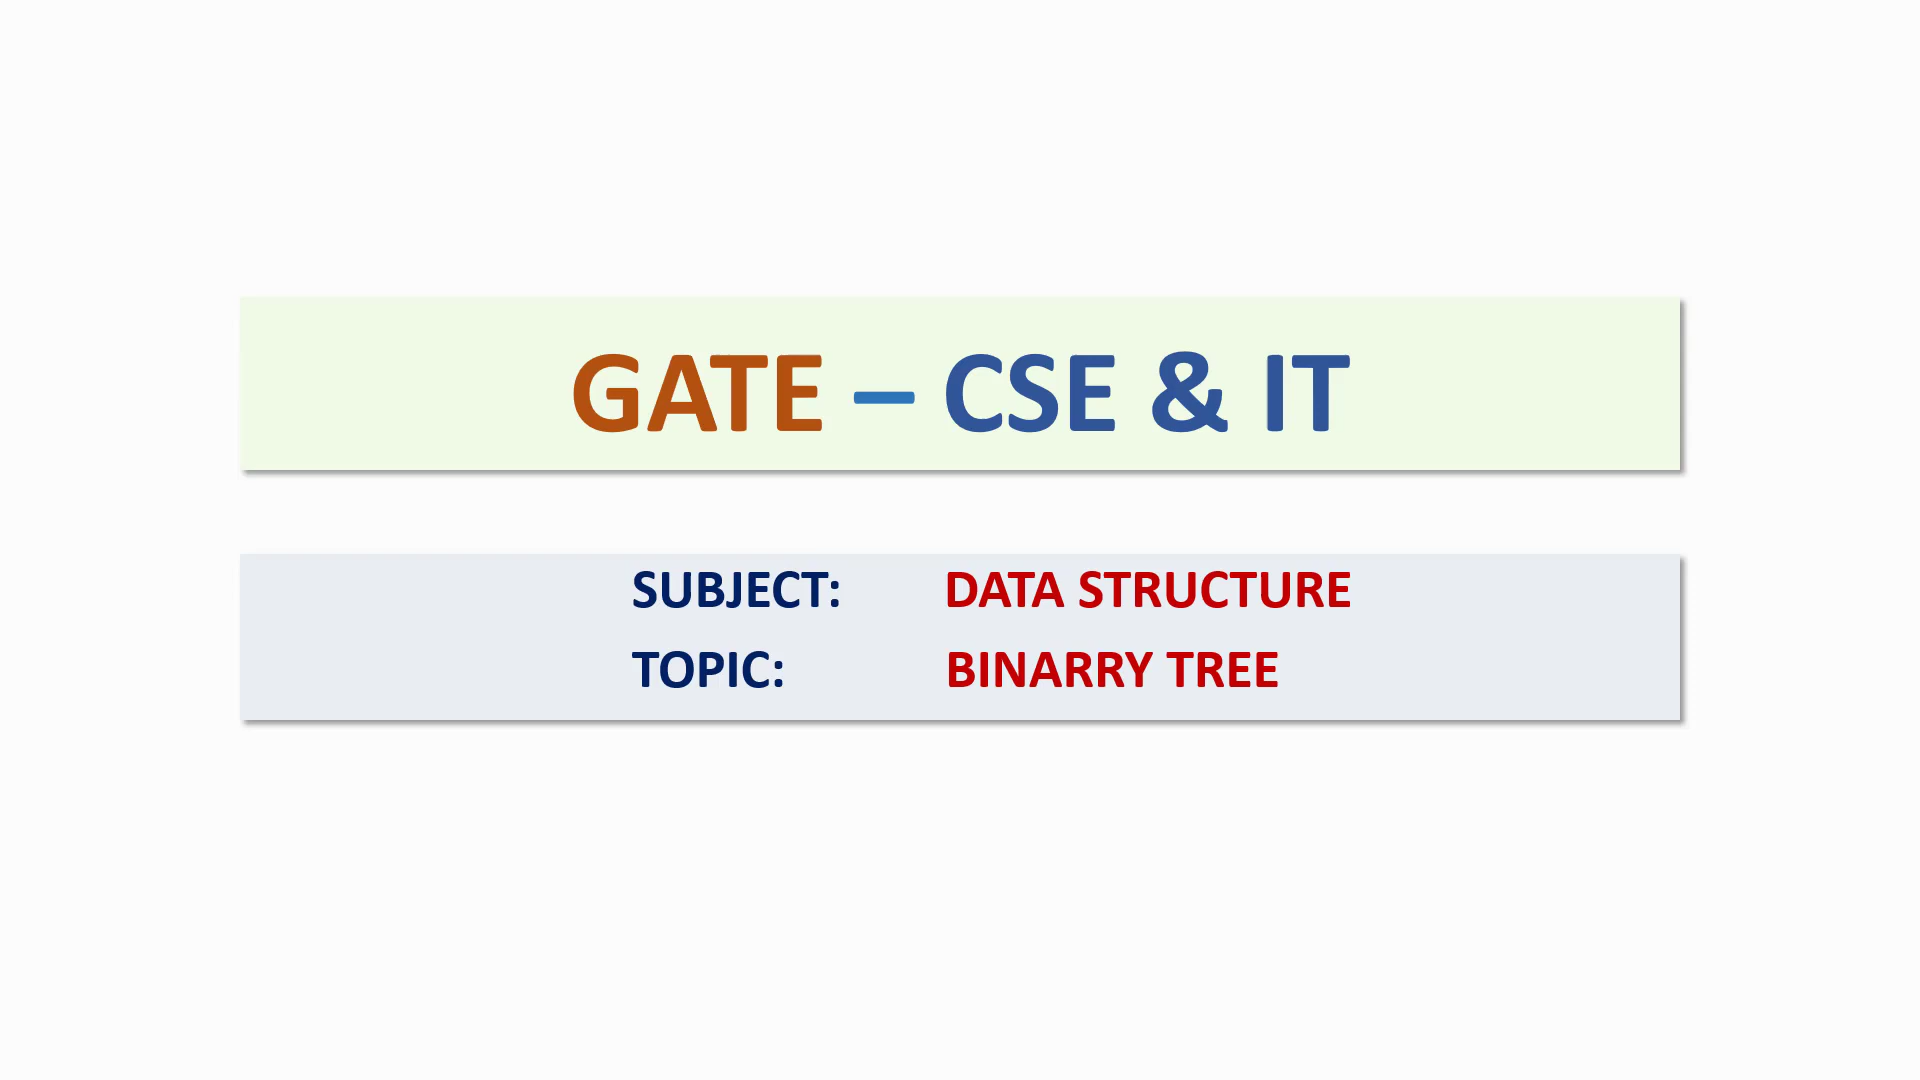 GATE – CSE & IT
SUBJECT: DATA STRUCTURE
TOPIC: BINARRY TREE